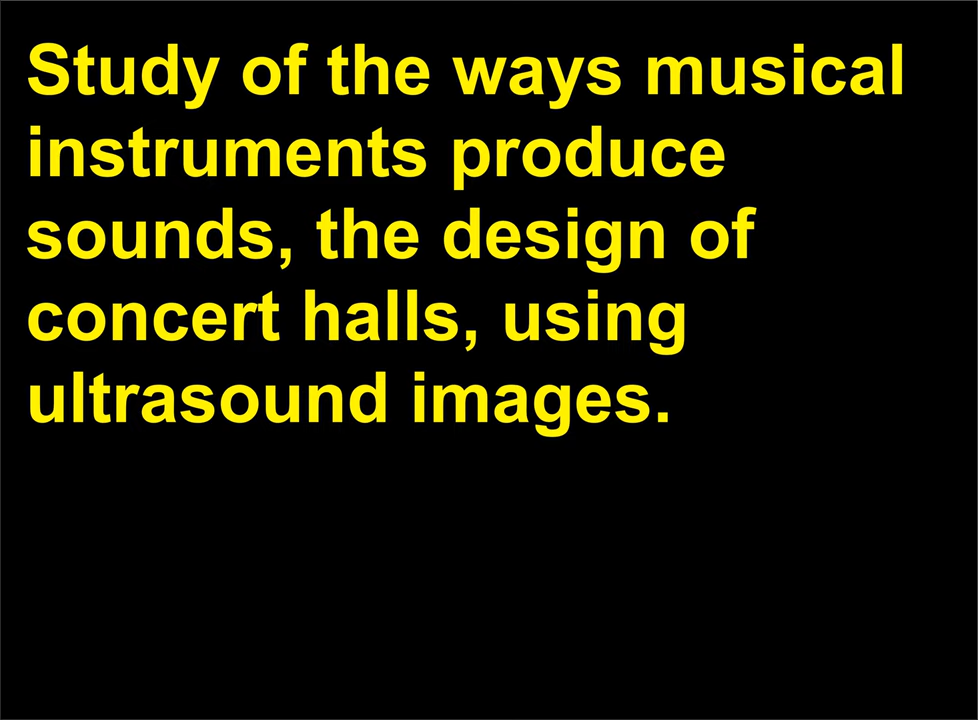 Study of the ways musical
instruments produce
sounds, the design of
concert halls, using
ultrasound images.